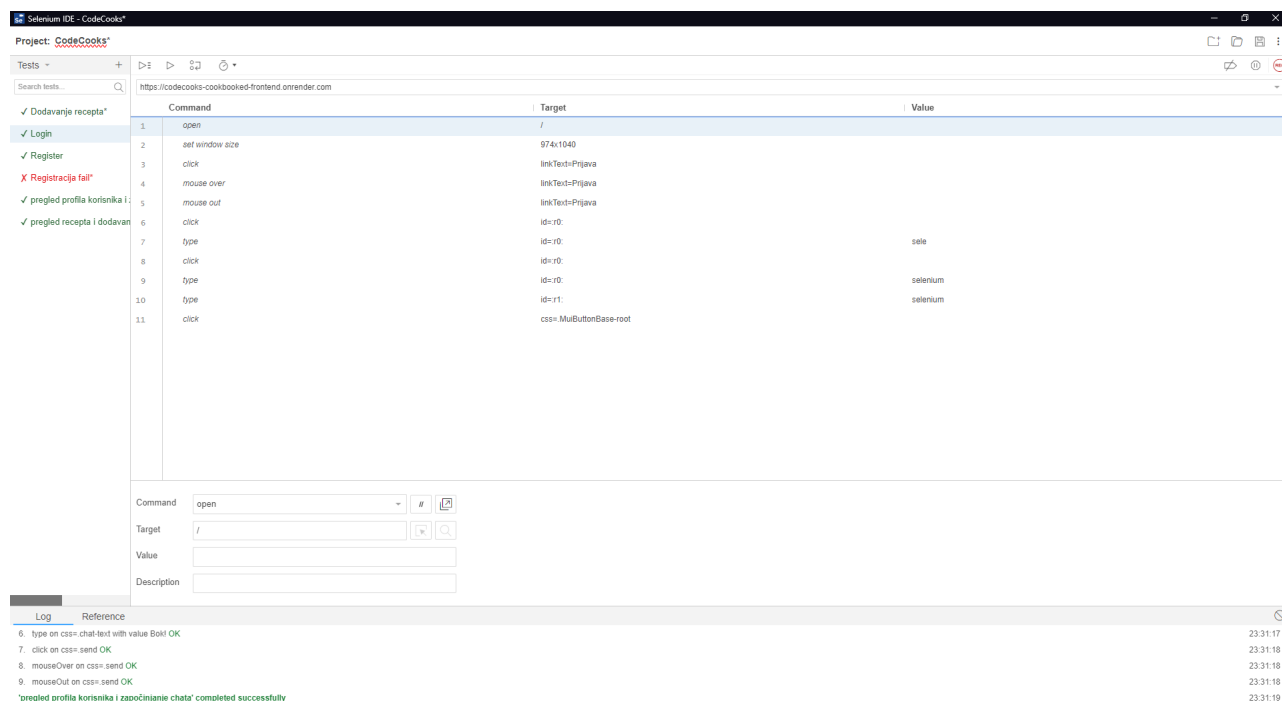 Selenium IDE - CodeCooks*
Project: CodeCooks*
Tests
Search tests...
https://codecooks-cookbooked-frontend.onrender.com
Command Target Value
✓ Dodavanje recepta*
✓ Login
✓ Register
✗ Registracija fail*
✓ pregled profila korisnika i
✓ pregled recepta i dodavan
1 open /
2 set window size 974x1040
3 click linkText=Prijava
4 mouse over linkText=Prijava
5 mouse out linkText=Prijava
6 click id=:r0:
7 type id=:r0: sele
8 click id=:r0:
9 type id=:r0: selenium
10 type id=:r1: selenium
11 click css=.MuiButtonBase-root
Command open //
Target /
Value
Description
Log Reference
6. type on css=.chat-text with value Bok! OK 23:31:17
7. click on css=.send OK 23:31:18
8. mouseOver on css=.send OK 23:31:18
9. mouseOut on css=.send OK 23:31:18
'pregled profila korisnika i započinjanje chata' completed successfully 23:31:19